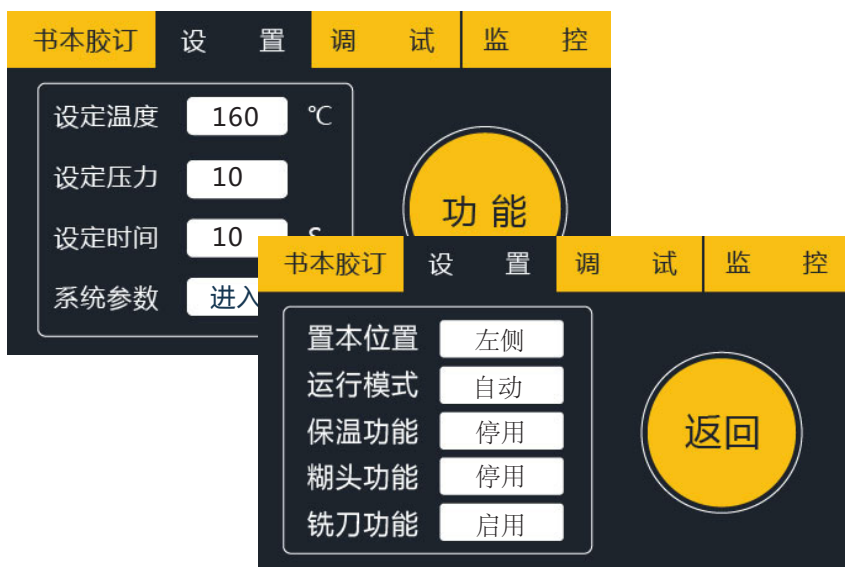 书本胶订 设 置 调 试 监 控
设定温度 160 ℃
设定压力 10
设定时间 10
系统参数 进入
功 能
书本胶订 设 置 调 试 监 控
置本位置 左侧
运行模式 自动
保温功能 停用
糊头功能 停用
铣刀功能 启用
返回